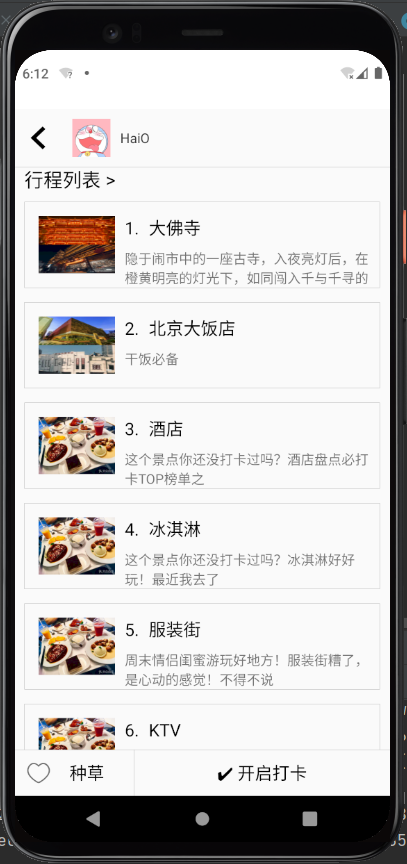 6:12
HaiO
行程列表 >
1. 大佛寺
隐于闹市中的一座古寺，入夜亮灯后，在
橙黄明亮的灯光下，如同闯入千与千寻的
2. 北京大饭店
干饭必备
3. 酒店
这个景点你还没打卡过吗？酒店盘点必打
卡TOP榜单之
4. 冰淇淋
这个景点你还没打卡过吗？冰淇淋好好
玩！最近我去了
5. 服装街
周末情侣闺蜜游玩好地方！服装街糟了，
是心动的感觉！不得不说
6. KTV
种草
✔ 开启打卡